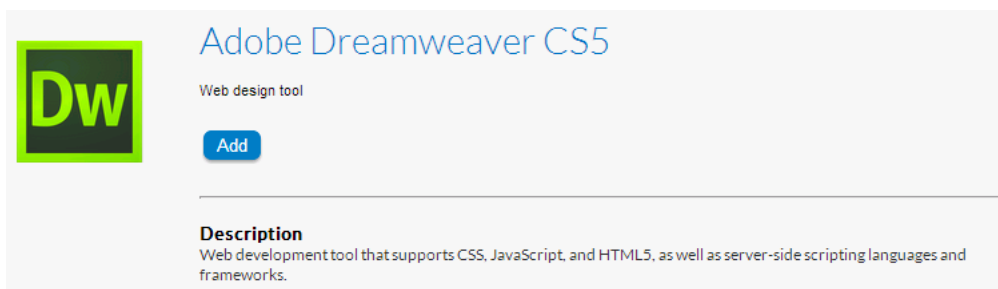 Adobe Dreamweaver CS5
Dw
Web design tool
Add
Description
Web development tool that supports CSS, JavaScript, and HTML5, as well as server-side scripting languages and
frameworks.